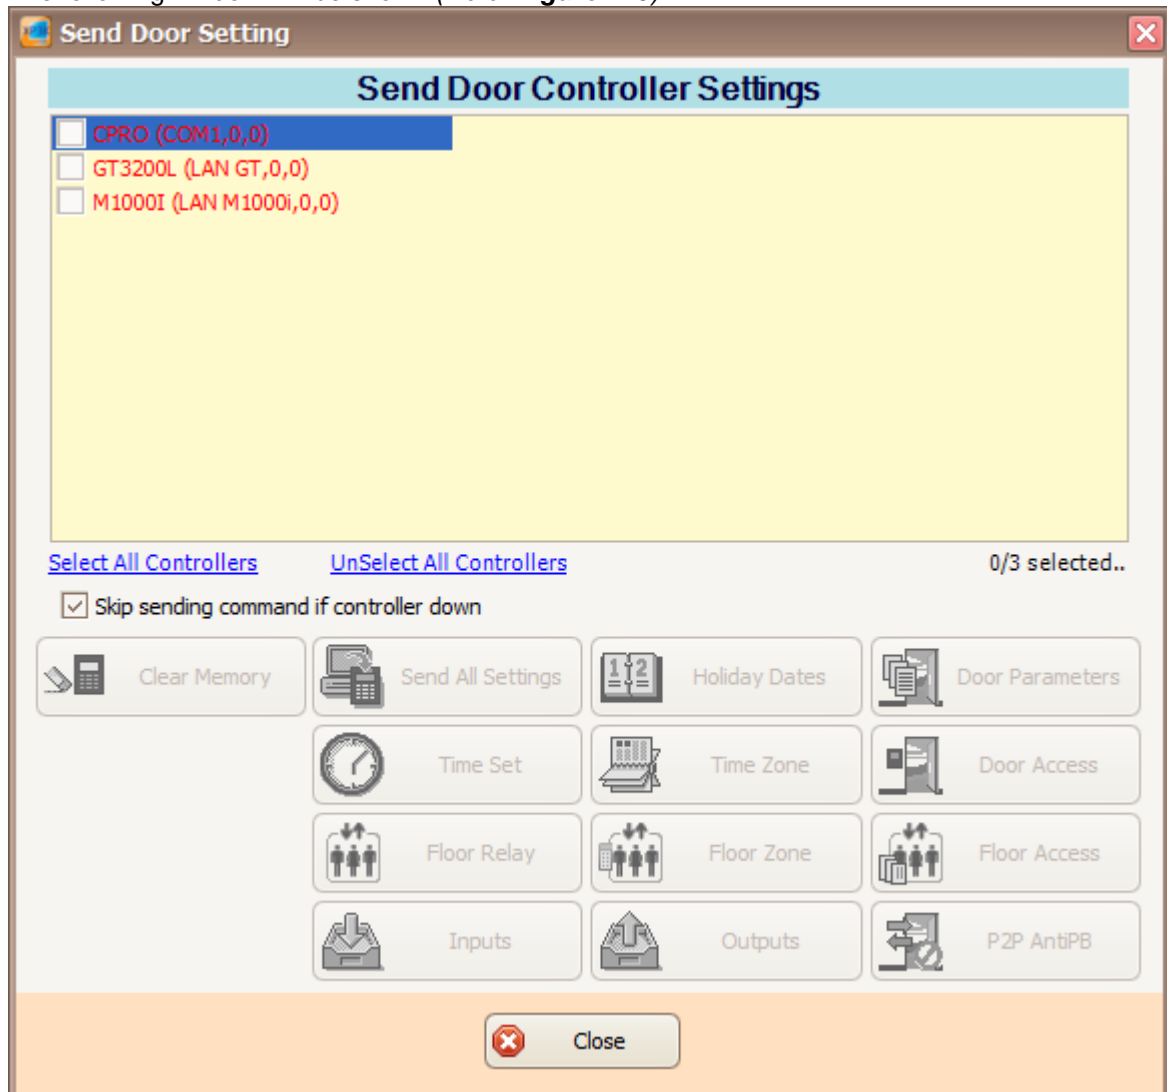 Send Door Setting
Send Door Controller Settings
CPRO (COM1,0,0)
GT3200L (LAN GT,0,0)
M1000I (LAN M1000i,0,0)
Select All Controllers UnSelect All Controllers 0/3 selected..
Skip sending command if controller down
Clear Memory Send All Settings Holiday Dates Door Parameters
Time Set Time Zone Door Access
Floor Relay Floor Zone Floor Access
Inputs Outputs P2P AntiPB
Close